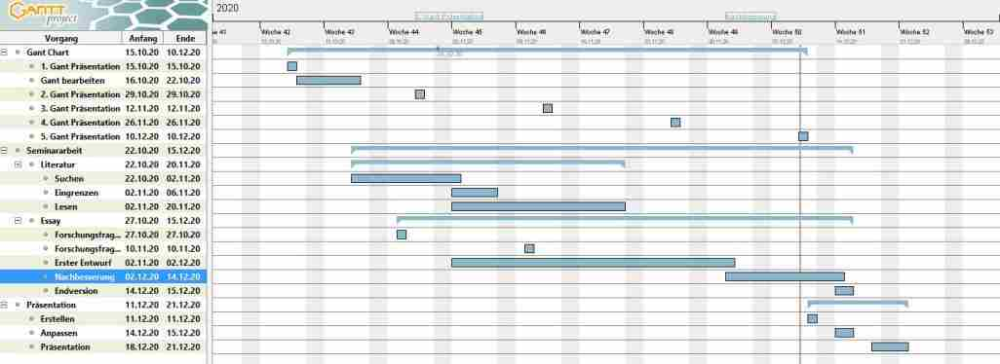 GANTT
project
2020
2. Gant Präsentation
Woche 41 Woche 42 Woche 43 Woche 44 Woche 45 Woche 46 Woche 47 Woche 48 Woche 49 Woche 50 Woche 51 Woche 52 Woche 53
Vorgang Anfang Ende
Gant Chart 15.10.20 10.12.20
1. Gant Präsentation 15.10.20 15.10.20
Gant bearbeiten 16.10.20 22.10.20
2. Gant Präsentation 29.10.20 29.10.20
3. Gant Präsentation 12.11.20 12.11.20
4. Gant Präsentation 26.11.20 26.11.20
5. Gant Präsentation 10.12.20 10.12.20
Seminararbeit 22.10.20 15.12.20
Literatur 22.10.20 20.11.20
Suchen 22.10.20 02.11.20
Eingrenzen 02.11.20 06.11.20
Lesen 02.11.20 20.11.20
Essay 27.10.20 15.12.20
Forschungsfrag... 27.10.20 27.10.20
Forschungsfrag... 10.11.20 10.11.20
Erster Entwurf 02.11.20 02.12.20
Nachbesserung 02.12.20 14.12.20
Endversion 14.12.20 15.12.20
Präsentation 11.12.20 21.12.20
Erstellen 11.12.20 11.12.20
Anpassen 14.12.20 15.12.20
Präsentation 18.12.20 21.12.20